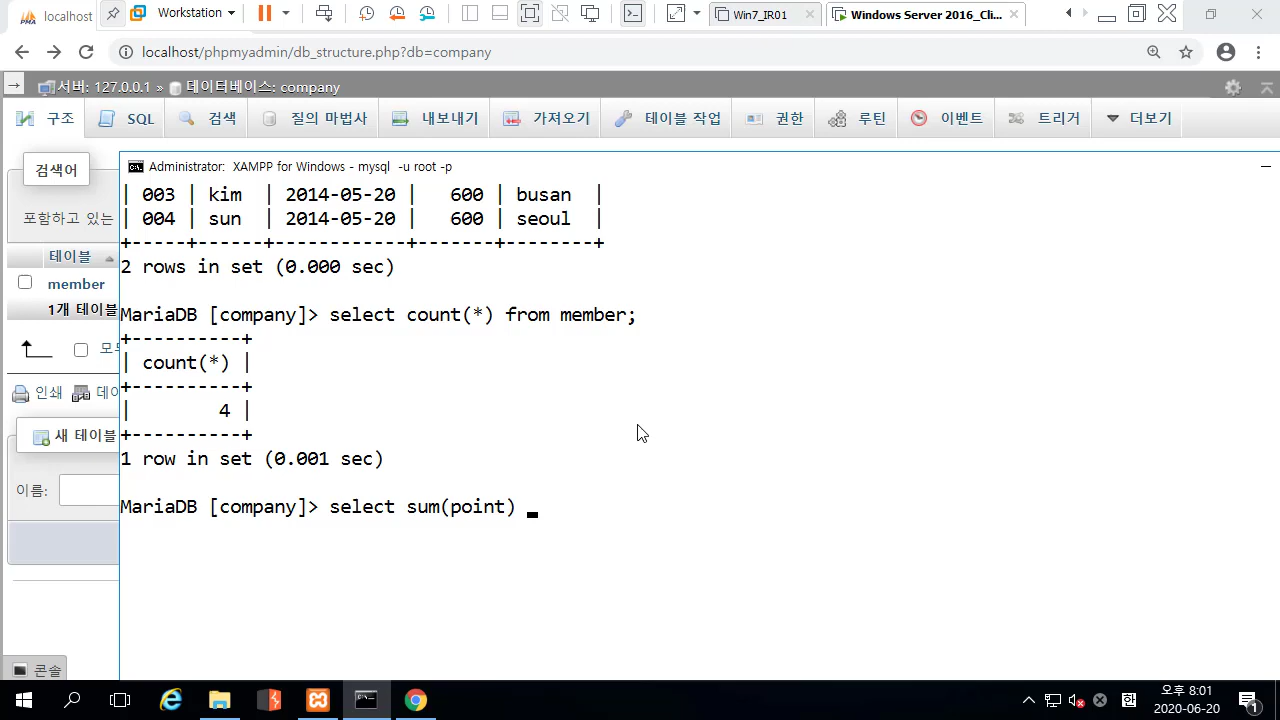 localhost
Workstation
Win7_IR01
Windows Server 2016_Cli...
localhost/phpmyadmin/db_structure.php?db=company
서버: 127.0.0.1 » 데이터베이스: company
구조 SQL 검색 질의 마법사 내보내기 가져오기 테이블 작업 권한 루틴 이벤트 트리거 더보기
검색어
포함하고 있는
테이블
member
1개 테이블
인쇄
새 테이블
이름:
콘솔
Administrator: XAMPP for Windows - mysql -u root -p
| 003 | kim | 2014-05-20 | 600 | busan |
| 004 | sun | 2014-05-20 | 600 | seoul |
+-----+------+------------+-------+--------+
2 rows in set (0.000 sec)
MariaDB [company]> select count(*) from member;
+----------+
| count(*) |
+----------+
| 4 |
+----------+
1 row in set (0.001 sec)
MariaDB [company]> select sum(point) _
한
오후 8:01
2020-06-20
1